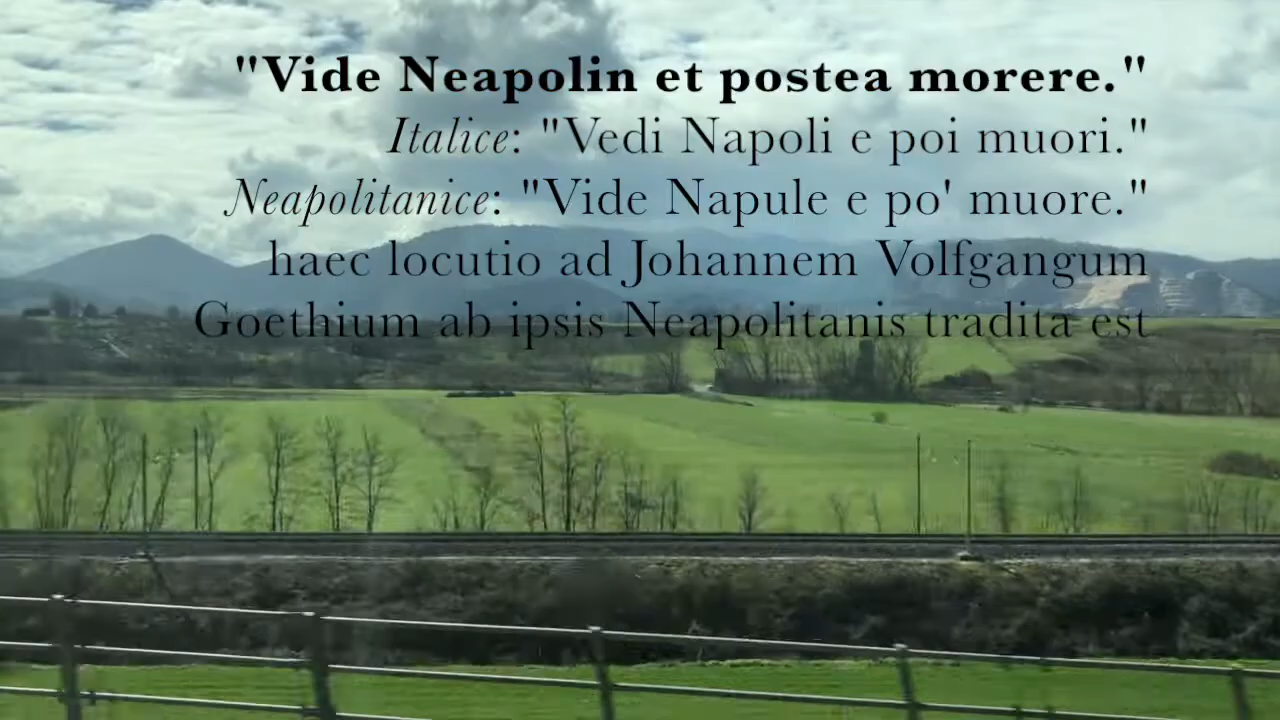 "Vide Neapolin et postea morere."
Italice: "Vedi Napoli e poi muori."
Neapolitanice: "Vide Napule e po' muore."
haec locutio ad Johannem Volfgangum
Goethium ab ipsis Neapolitanis tradita est